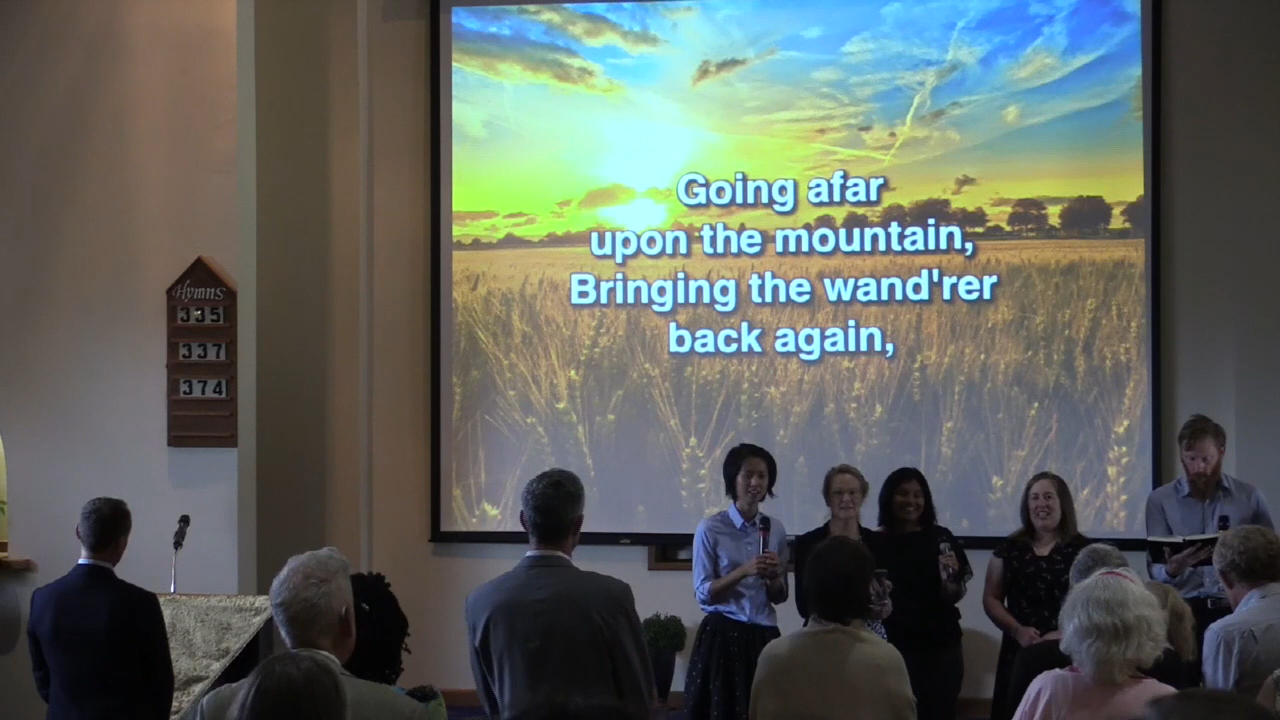 Going afar
upon the mountain,
Bringing the wand'rer
back again,
Hymns
335
337
374